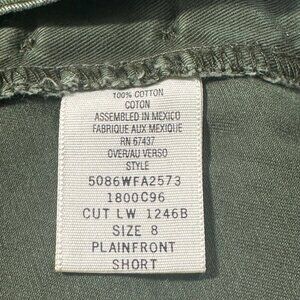 100% COTTON
COTON
ASSEMBLED IN MEXICO
FABRIQUE AUX MEXIQUE
RN 67437
OVER/AU VERSO
STYLE
5086WFA2573
1800C96
CUT LW 1246B
SIZE 8
PLAINFRONT
SHORT